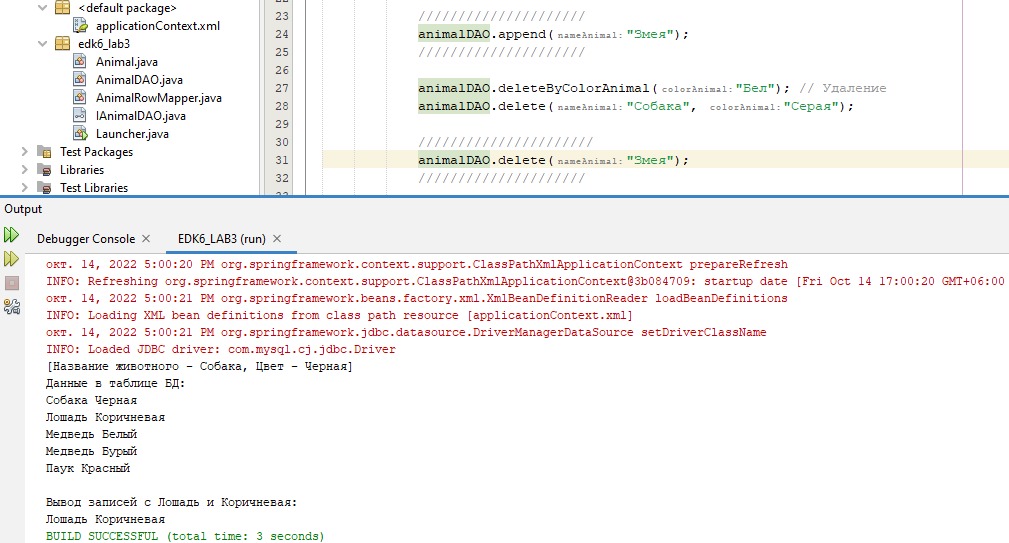 <default package>
applicationContext.xml
edk6_lab3
Animal.java
AnimalDAO.java
AnimalRowMapper.java
IAnimalDAO.java
Launcher.java
Test Packages
Libraries
Test Libraries
23 /////////////////////
24 animalDAO.append(nameAnimal: "Змея");
25 /////////////////////
26
27 animalDAO.deleteByColorAnimal(colorAnimal: "Бел"); // Удаление
28 animalDAO.delete(nameAnimal: "Собака", colorAnimal: "Серая");
29
30 //////////////////////
31 animalDAO.delete(nameAnimal: "Змея");
32 /////////////////////
Output
Debugger Console × EDK6_LAB3 (run) ×
окт. 14, 2022 5:00:20 PM org.springframework.context.support.ClassPathXmlApplicationContext prepareRefresh
INFO: Refreshing org.springframework.context.support.ClassPathXmlApplicationContext@3b084709: startup date [Fri Oct 14 17:00:20 GMT+06:00
окт. 14, 2022 5:00:21 PM org.springframework.beans.factory.xml.XmlBeanDefinitionReader loadBeanDefinitions
INFO: Loading XML bean definitions from class path resource [applicationContext.xml]
окт. 14, 2022 5:00:21 PM org.springframework.jdbc.datasource.DriverManagerDataSource setDriverClassName
INFO: Loaded JDBC driver: com.mysql.cj.jdbc.Driver
[Название животного - Собака, Цвет - Черная]
Данные в таблице БД:
Собака Черная
Лошадь Коричневая
Медведь Белый
Медведь Бурый
Паук Красный
Вывод записей с Лошадь и Коричневая:
Лошадь Коричневая
BUILD SUCCESSFUL (total time: 3 seconds)